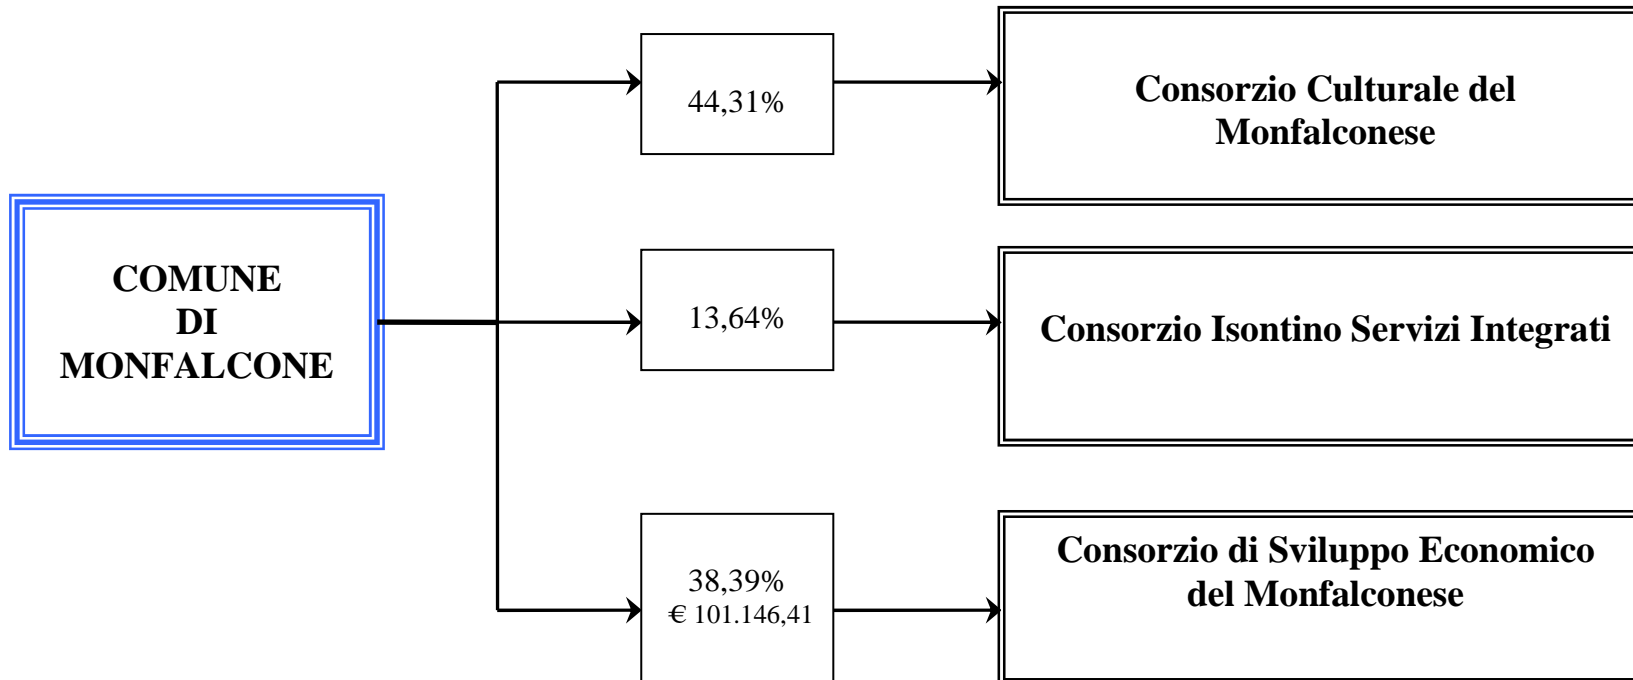 44,31%
Consorzio Culturale del
Monfalconese
COMUNE
DI
MONFALCONE
13,64%
Consorzio Isontino Servizi Integrati
38,39%
€ 101.146,41
Consorzio di Sviluppo Economico
del Monfalconese